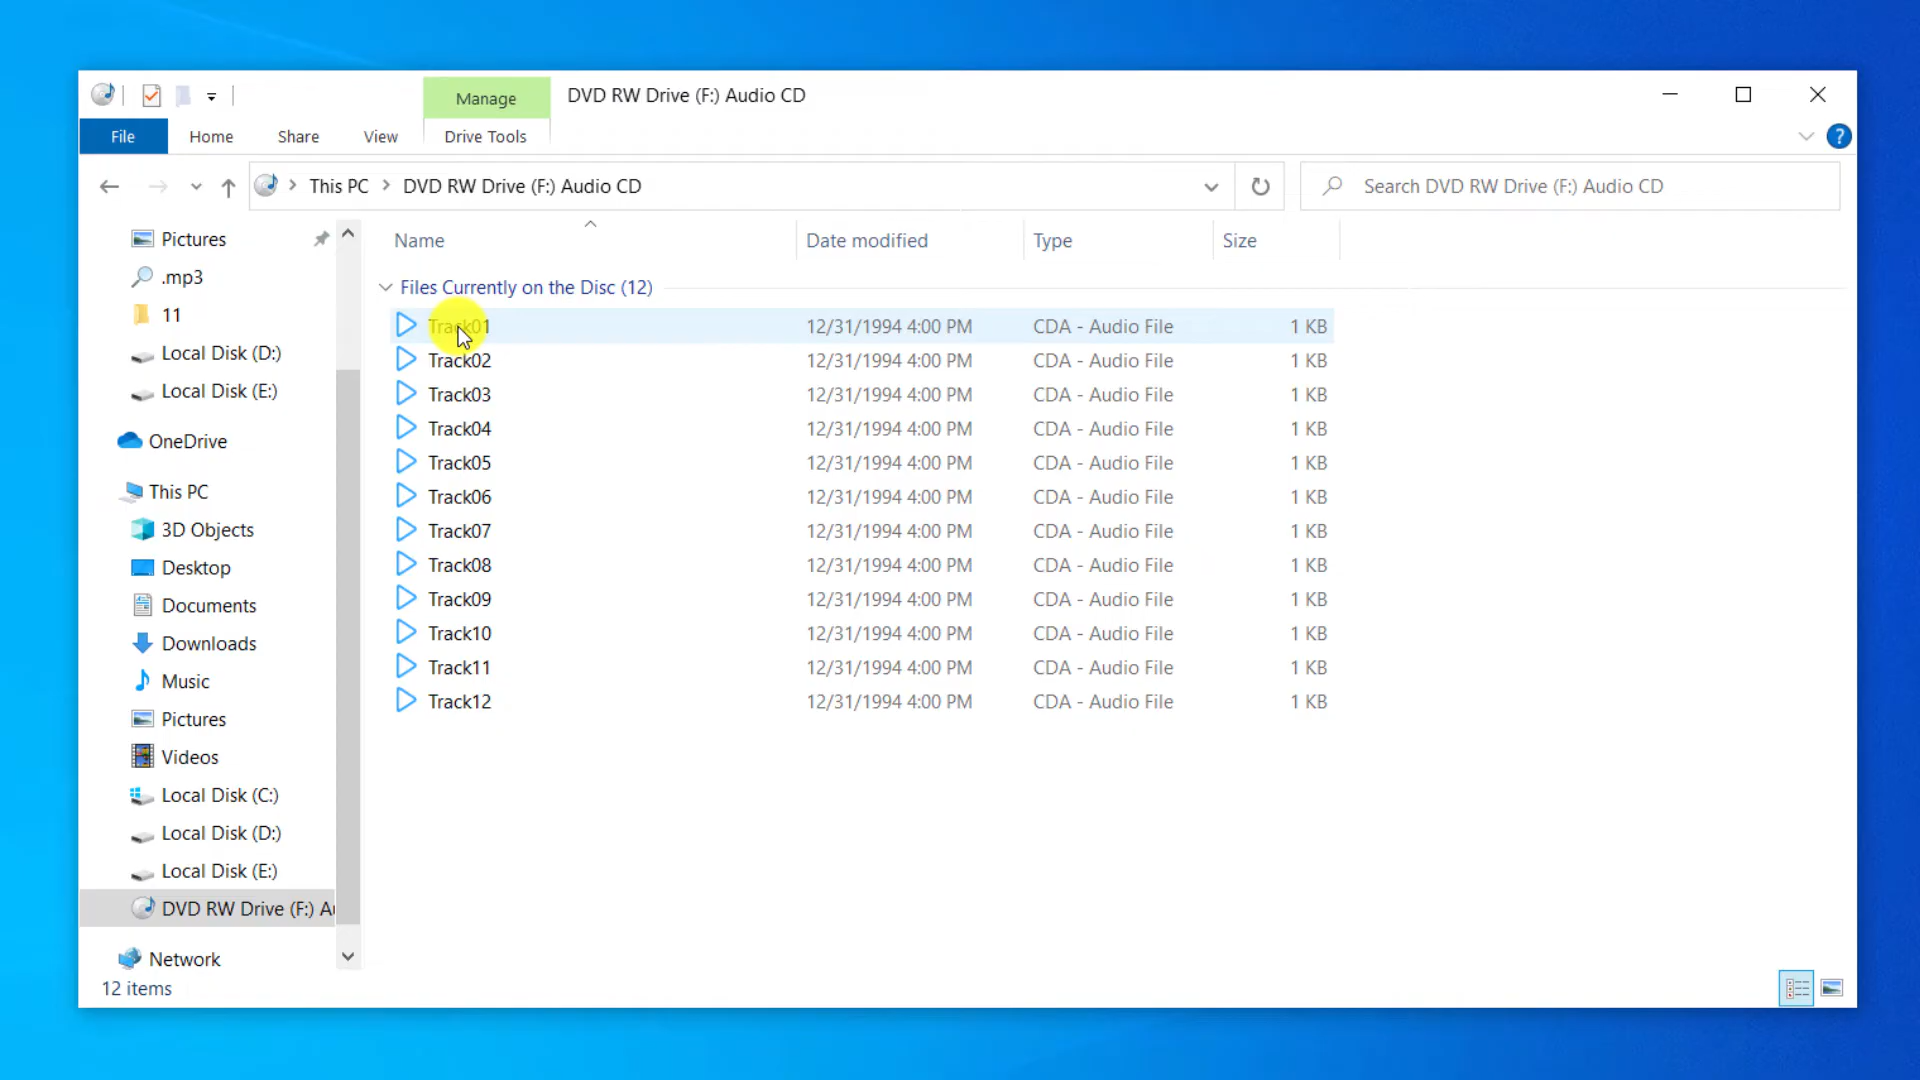 Manage
DVD RW Drive (F:) Audio CD
File Home Share View Drive Tools
?
This PC DVD RW Drive (F:) Audio CD
Search DVD RW Drive (F:) Audio CD
Pictures
.mp3
11
Local Disk (D:)
Local Disk (E:)
OneDrive
This PC
3D Objects
Desktop
Documents
Downloads
Music
Pictures
Videos
Local Disk (C:)
Local Disk (D:)
Local Disk (E:)
DVD RW Drive (F:) Au
Network
Name Date modified Type Size
Files Currently on the Disc (12)
Track01 12/31/1994 4:00 PM CDA - Audio File 1 KB
Track02 12/31/1994 4:00 PM CDA - Audio File 1 KB
Track03 12/31/1994 4:00 PM CDA - Audio File 1 KB
Track04 12/31/1994 4:00 PM CDA - Audio File 1 KB
Track05 12/31/1994 4:00 PM CDA - Audio File 1 KB
Track06 12/31/1994 4:00 PM CDA - Audio File 1 KB
Track07 12/31/1994 4:00 PM CDA - Audio File 1 KB
Track08 12/31/1994 4:00 PM CDA - Audio File 1 KB
Track09 12/31/1994 4:00 PM CDA - Audio File 1 KB
Track10 12/31/1994 4:00 PM CDA - Audio File 1 KB
Track11 12/31/1994 4:00 PM CDA - Audio File 1 KB
Track12 12/31/1994 4:00 PM CDA - Audio File 1 KB
12 items